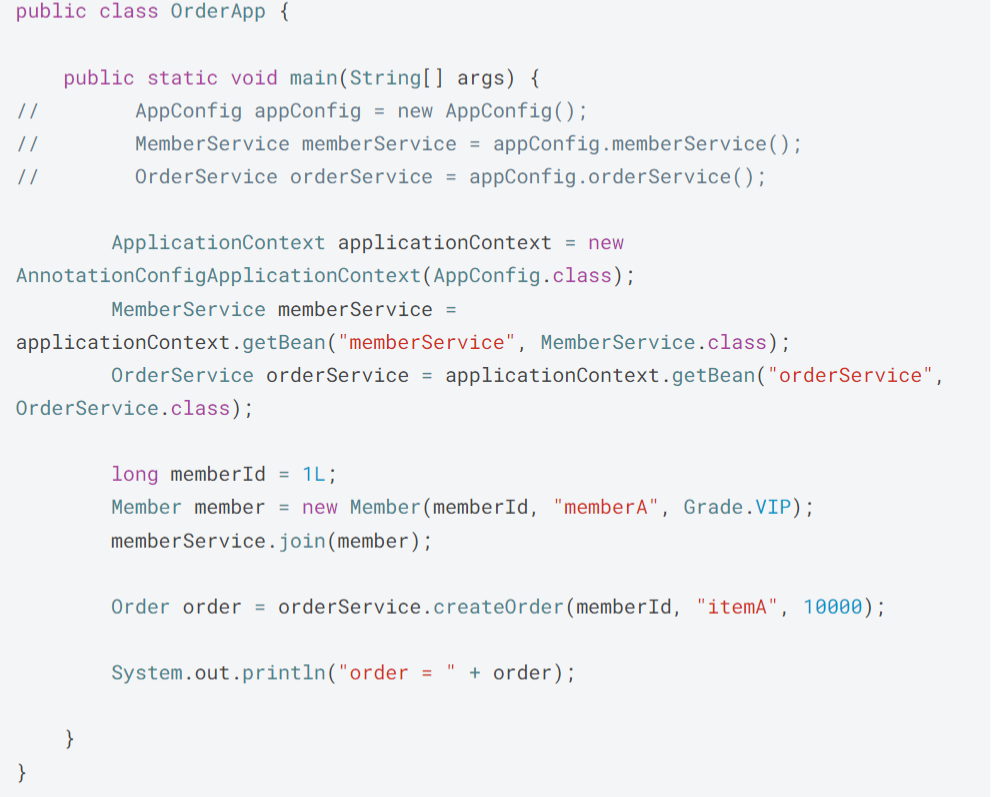 public class OrderApp {
    public static void main(String[] args) {
//        AppConfig appConfig = new AppConfig();
//        MemberService memberService = appConfig.memberService();
//        OrderService orderService = appConfig.orderService();
        ApplicationContext applicationContext = new
AnnotationConfigApplicationContext(AppConfig.class);
        MemberService memberService =
applicationContext.getBean("memberService", MemberService.class);
        OrderService orderService = applicationContext.getBean("orderService",
OrderService.class);
        long memberId = 1L;
        Member member = new Member(memberId, "memberA", Grade.VIP);
        memberService.join(member);
        Order order = orderService.createOrder(memberId, "itemA", 10000);
        System.out.println("order = " + order);
    }
}